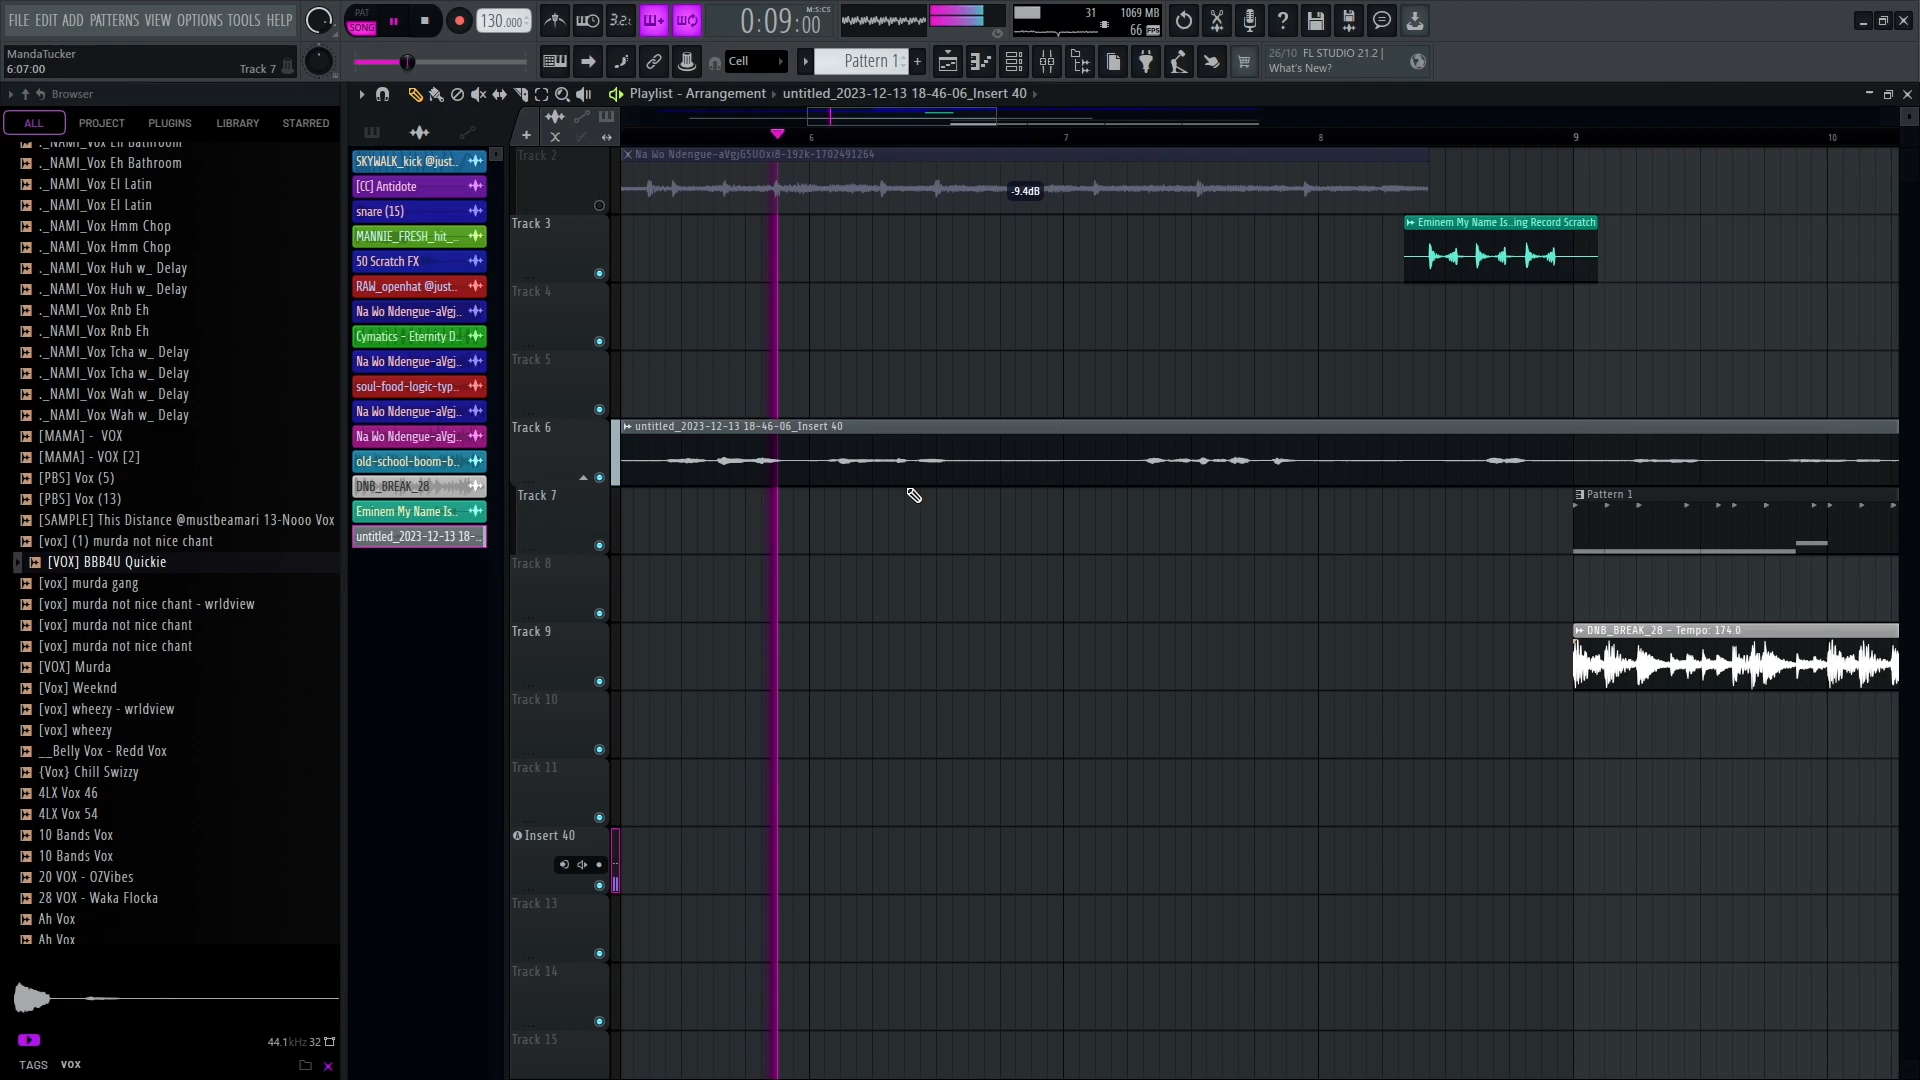 FILE EDIT ADD PATTERNS VIEW OPTIONS TOOLS HELP
PAT
SONG
130.000
3.2:
0:09:00
M:S:CS
31
1069 MB
66 FPS
MandaTucker
6:07:00
Track 7
Cell
Pattern 1
+
26/10 FL STUDIO 21.2 |
What's New?
Browser
Playlist - Arrangement › untitled_2023-12-13 18-46-06_Insert 40 ›
ALL
PROJECT
PLUGINS
LIBRARY
STARRED
._NAMI_Vox Eh Bathroom
._NAMI_Vox Eh Bathroom
._NAMI_Vox El Latin
._NAMI_Vox El Latin
._NAMI_Vox Hmm Chop
._NAMI_Vox Hmm Chop
._NAMI_Vox Huh w_ Delay
._NAMI_Vox Huh w_ Delay
._NAMI_Vox Rnb Eh
._NAMI_Vox Rnb Eh
._NAMI_Vox Tcha w_ Delay
._NAMI_Vox Tcha w_ Delay
._NAMI_Vox Wah w_ Delay
._NAMI_Vox Wah w_ Delay
[MAMA] - VOX
[MAMA] - VOX [2]
[PBS] Vox (5)
[PBS] Vox (13)
[SAMPLE] This Distance @mustbeamari 13-Nooo Vox
[vox] (1) murda not nice chant
[VOX] BBB4U Quickie
[vox] murda gang
[vox] murda not nice chant - wrldview
[vox] murda not nice chant
[vox] murda not nice chant
[VOX] Murda
[Vox] Weeknd
[vox] wheezy - wrldview
[vox] wheezy
__Belly Vox - Redd Vox
{Vox} Chill Swizzy
4LX Vox 46
4LX Vox 54
10 Bands Vox
10 Bands Vox
20 VOX - OZVibes
28 VOX - Waka Flocka
Ah Vox
Ah Vox
44.1kHz 32
TAGS
VOX
SKYWALK_kick @just..
[CC] Antidote
snare (15)
MANNIE_FRESH_hit_..
50 Scratch FX
RAW_openhat @just..
Na Wo Ndengue-aVgj..
Cymatics - Eternity D..
Na Wo Ndengue-aVgj..
soul-food-logic-typ..
Na Wo Ndengue-aVgj..
Na Wo Ndengue-aVgj..
old-school-boom-b..
DNB_BREAK_28
Eminem My Name Is..
untitled_2023-12-13 18-..
6
7
8
9
10
Track 2
Na Wo Ndengue-aVgjGSUOxi8-192k-1702491264
-9.4dB
Track 3
Eminem My Name Is..ing Record Scratch
Track 4
Track 5
Track 6
untitled_2023-12-13 18-46-06_Insert 40
Track 7
Pattern 1
Track 8
Track 9
DNB_BREAK_28 - Tempo: 174.0
Track 10
Track 11
Insert 40
Track 13
Track 14
Track 15